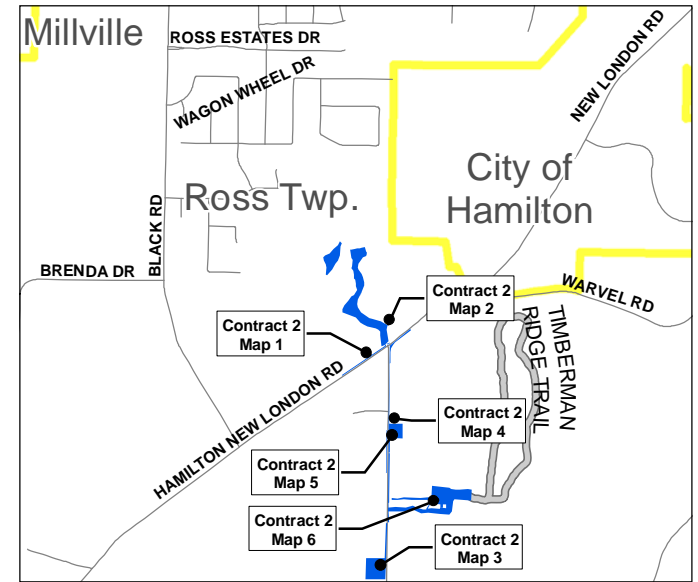 Millville
ROSS ESTATES DR
WAGON WHEEL DR
NEW LONDON RD
City of
Hamilton
Ross Twp.
BLACK RD
BRENDA DR
WARVEL RD
Contract 2
Map 2
Contract 2
Map 1
TIMBERMAN
RIDGE TRAIL
HAMILTON NEW LONDON RD
Contract 2
Map 4
Contract 2
Map 5
Contract 2
Map 6
Contract 2
Map 3